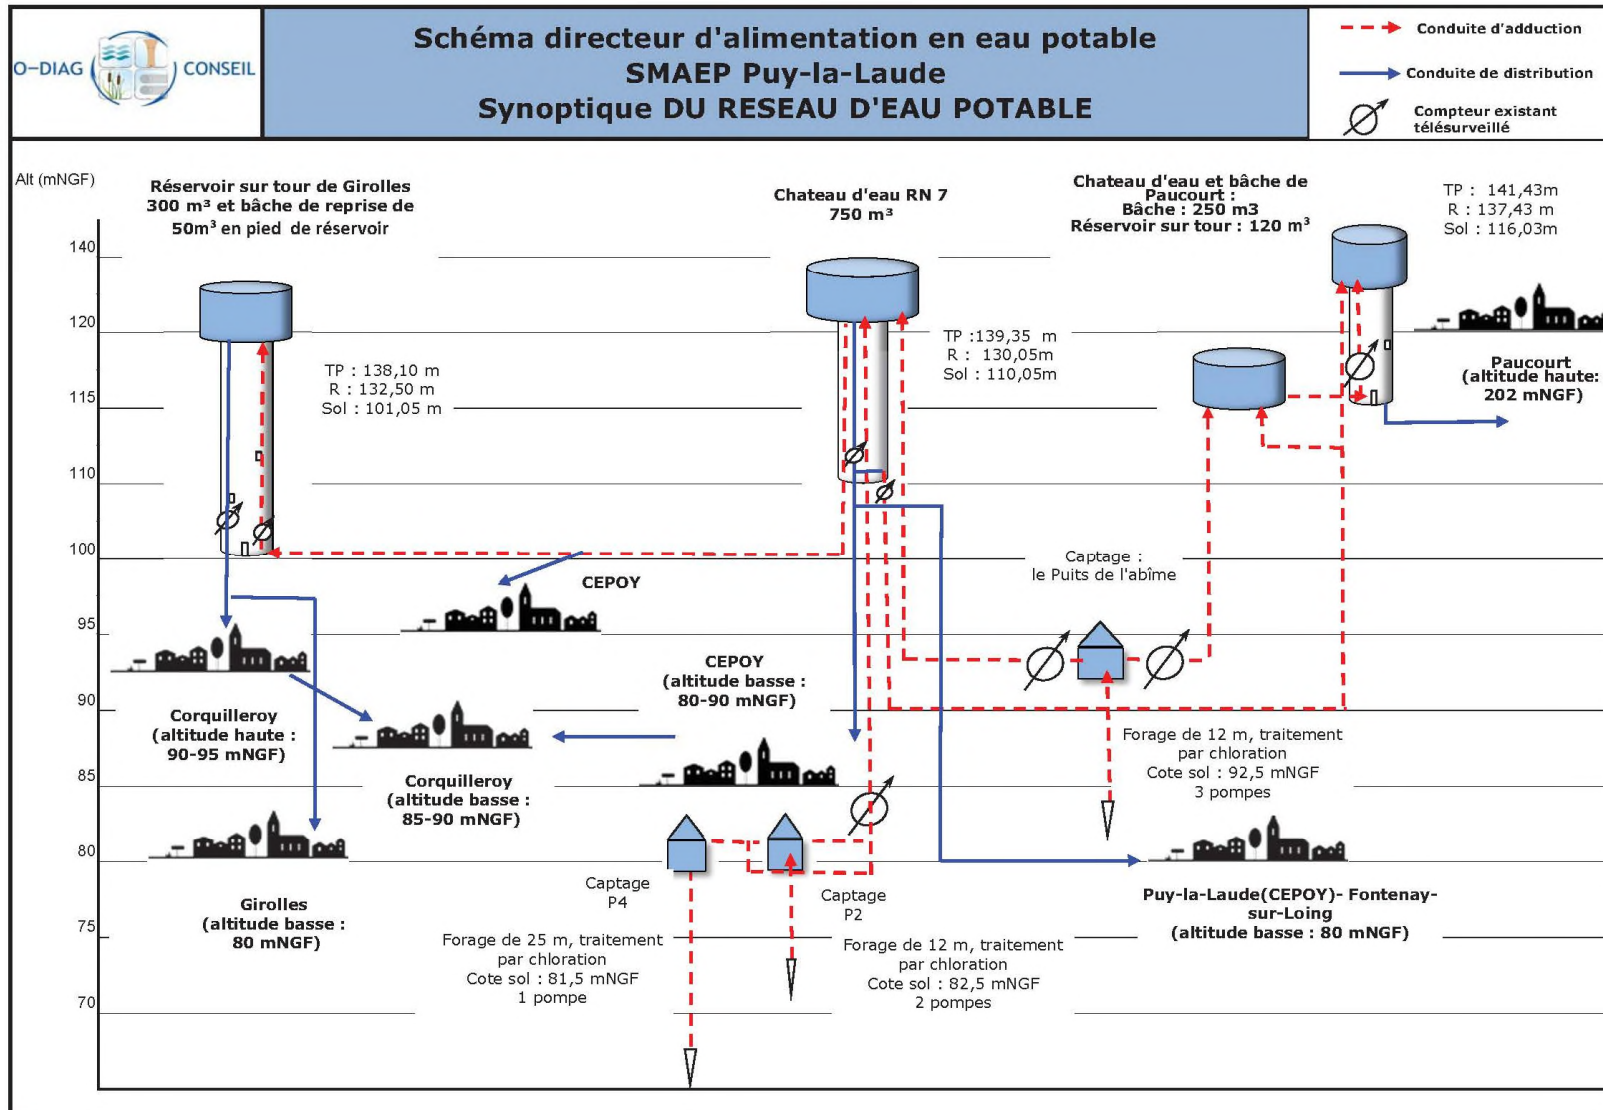 O-DIAG CONSEIL
Schéma directeur d'alimentation en eau potable
SMAEP Puy-la-Laude
Synoptique DU RESEAU D'EAU POTABLE
Conduite d'adduction
Conduite de distribution
Compteur existant
télésurveillé
Alt (mNGF)
140
120
115
110
100
95
90
85
80
75
70
Réservoir sur tour de Girolles
300 m³ et bâche de reprise de
50m³ en pied de réservoir
TP : 138,10 m
R : 132,50 m
Sol : 101,05 m
Chateau d'eau RN 7
750 m³
TP :139,35 m
R : 130,05m
Sol : 110,05m
Chateau d'eau et bâche de
Paucourt :
Bâche : 250 m3
Réservoir sur tour : 120 m³
TP : 141,43m
R : 137,43 m
Sol : 116,03m
Paucourt
(altitude haute:
202 mNGF)
Captage :
le Puits de l'abîme
CEPOY
CEPOY
(altitude basse :
80-90 mNGF)
Corquilleroy
(altitude haute :
90-95 mNGF)
Corquilleroy
(altitude basse :
85-90 mNGF)
Forage de 12 m, traitement
par chloration
Cote sol : 92,5 mNGF
3 pompes
Girolles
(altitude basse :
80 mNGF)
Captage
P4
Captage
P2
Puy-la-Laude(CEPOY)- Fontenay-
sur-Loing
(altitude basse : 80 mNGF)
Forage de 25 m, traitement
par chloration
Cote sol : 81,5 mNGF
1 pompe
Forage de 12 m, traitement
par chloration
Cote sol : 82,5 mNGF
2 pompes